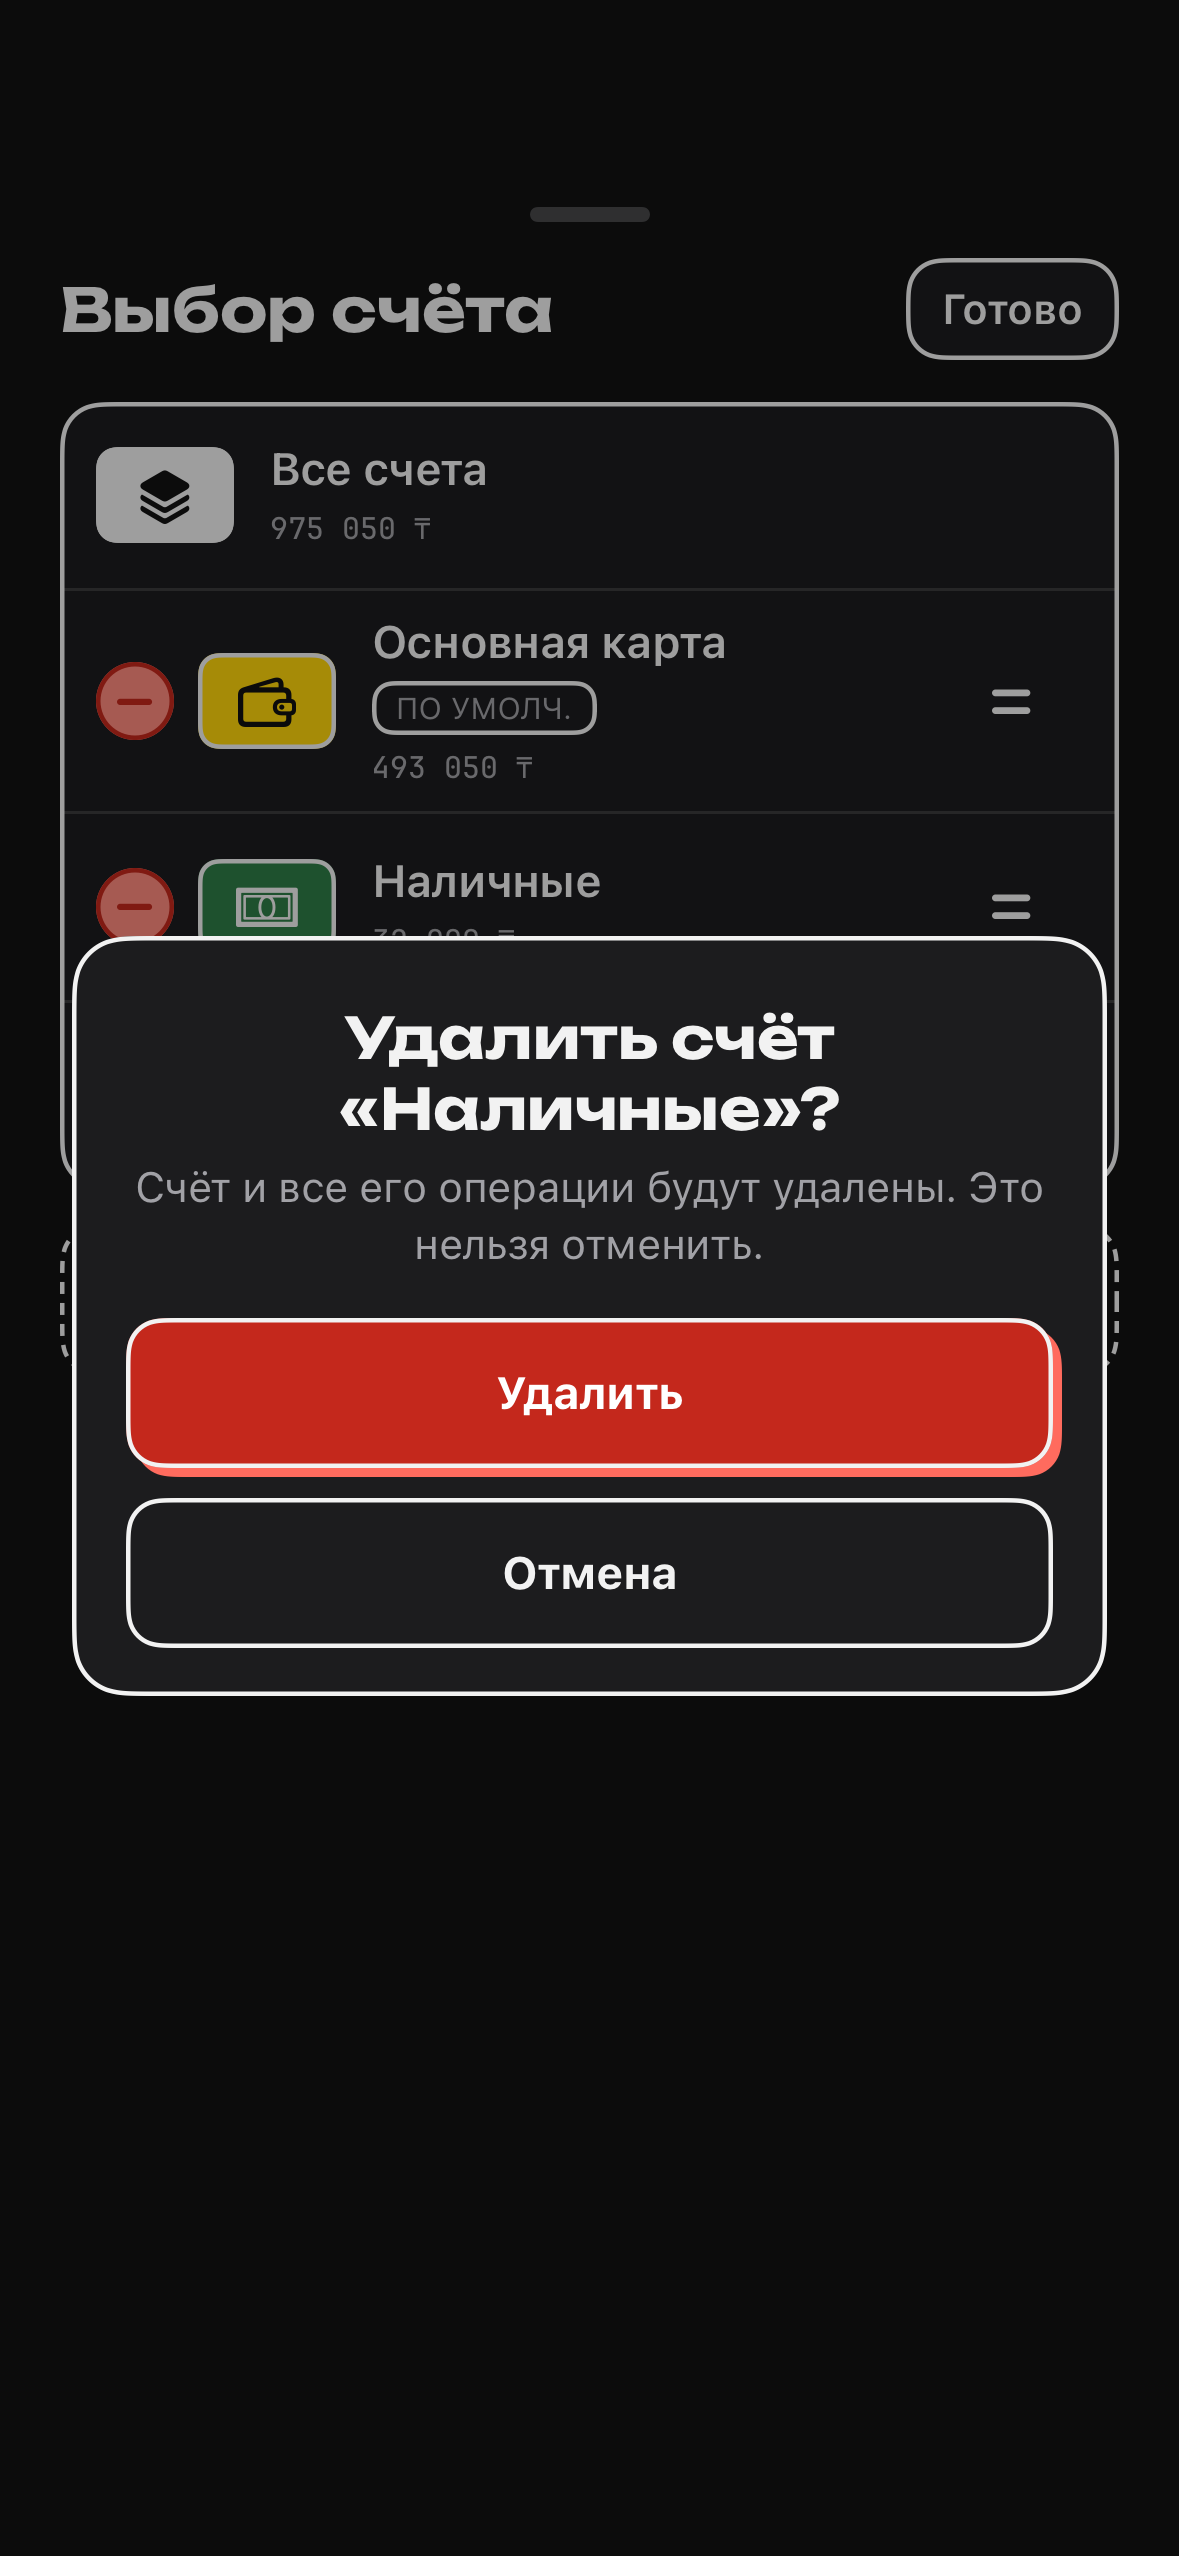 Выбор счёта
Готово
Все счета
975 050 ₸
Основная карта
ПО УМОЛЧ.
493 050 ₸
Наличные
Удалить счёт
«Наличные»?
Счёт и все его операции будут удалены. Это
нельзя отменить.
Удалить
Отмена